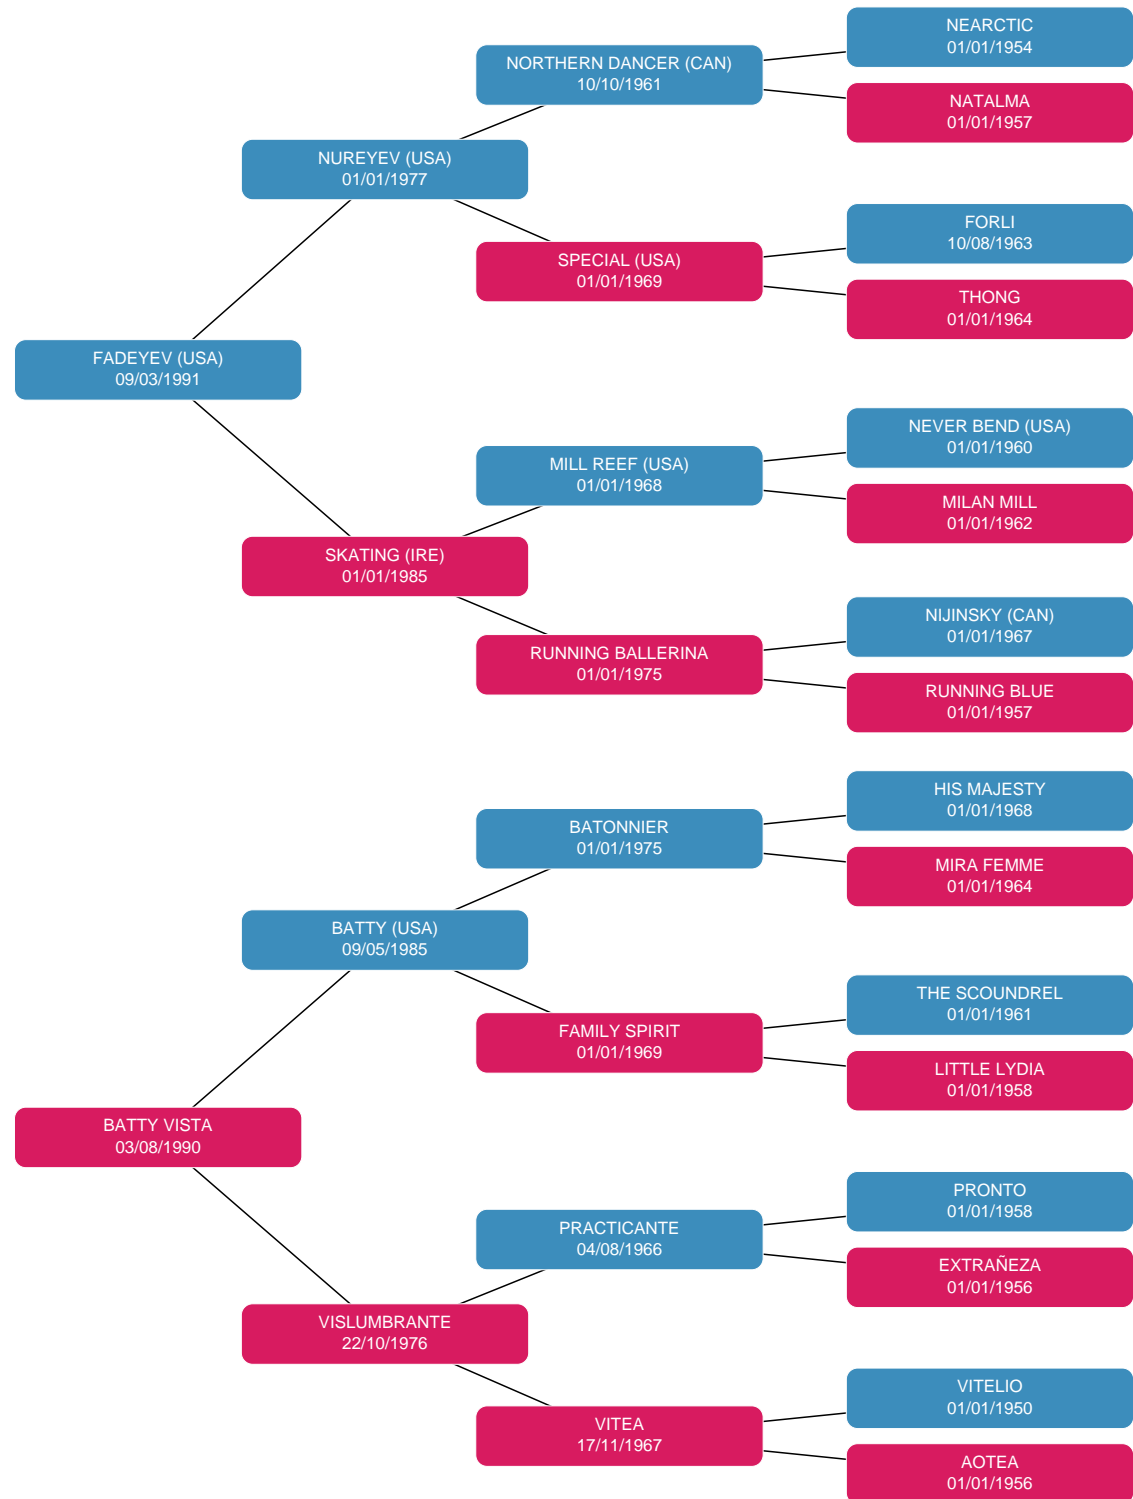 NEARCTIC
01/01/1954
NORTHERN DANCER (CAN)
10/10/1961
NATALMA
01/01/1957
NUREYEV (USA)
01/01/1977
FORLI
10/08/1963
SPECIAL (USA)
01/01/1969
THONG
01/01/1964
FADEYEV (USA)
09/03/1991
NEVER BEND (USA)
01/01/1960
MILL REEF (USA)
01/01/1968
MILAN MILL
01/01/1962
SKATING (IRE)
01/01/1985
NIJINSKY (CAN)
01/01/1967
RUNNING BALLERINA
01/01/1975
RUNNING BLUE
01/01/1957
HIS MAJESTY
01/01/1968
BATONNIER
01/01/1975
MIRA FEMME
01/01/1964
BATTY (USA)
09/05/1985
THE SCOUNDREL
01/01/1961
FAMILY SPIRIT
01/01/1969
LITTLE LYDIA
01/01/1958
BATTY VISTA
03/08/1990
PRONTO
01/01/1958
PRACTICANTE
04/08/1966
EXTRAÑEZA
01/01/1956
VISLUMBRANTE
22/10/1976
VITELIO
01/01/1950
VITEA
17/11/1967
AOTEA
01/01/1956